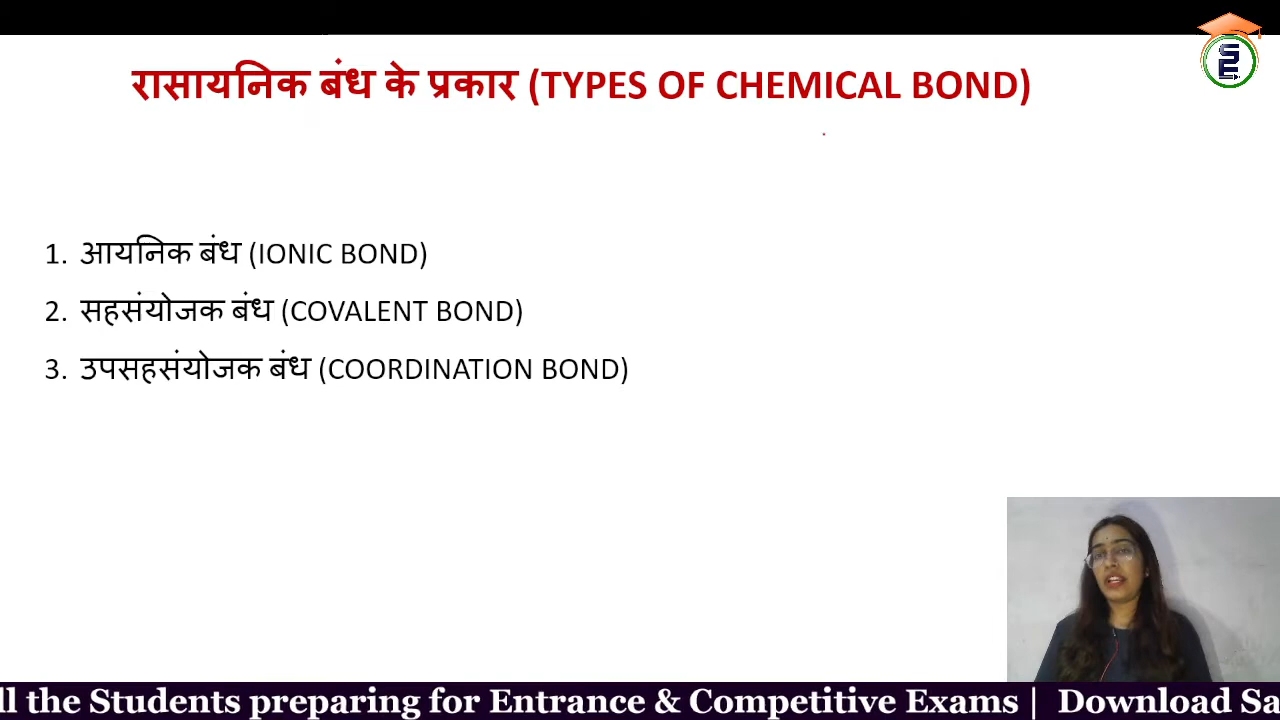 रासायनिक बंध के प्रकार (TYPES OF CHEMICAL BOND)
1. आयनिक बंध (IONIC BOND)
2. सहसंयोजक बंध (COVALENT BOND)
3. उपसहसंयोजक बंध (COORDINATION BOND)
ll the Students preparing for Entrance & Competitive Exams | Download Sa